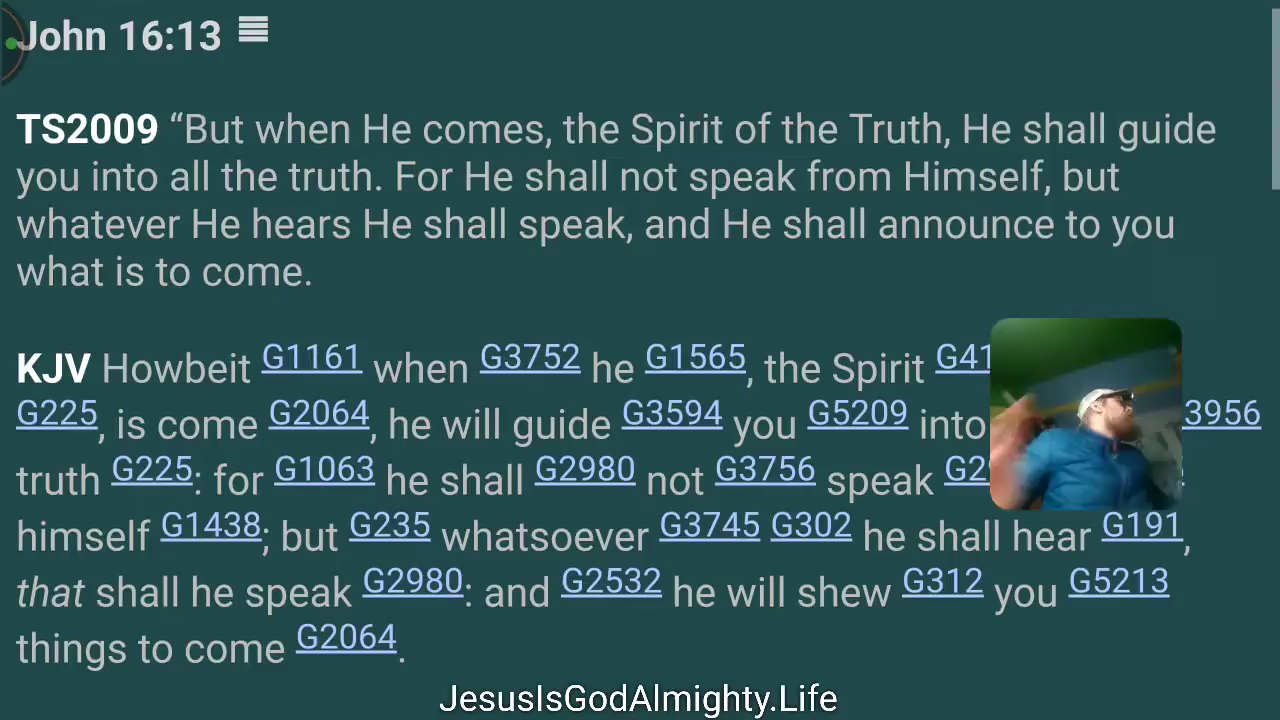 John 16:13
TS2009 “But when He comes, the Spirit of the Truth, He shall guide
you into all the truth. For He shall not speak from Himself, but
whatever He hears He shall speak, and He shall announce to you
what is to come.
KJV Howbeit G1161 when G3752 he G1565, the Spirit
G225, is come G2064, he will guide G3594 you G5209 into 3956
truth G225: for G1063 he shall G2980 not G3756 speak
himself G1438; but G235 whatsoever G3745 G302 he shall hear G191,
that shall he speak G2980: and G2532 he will shew G312 you G5213
things to come G2064.
JesusIsGodAlmighty.Life